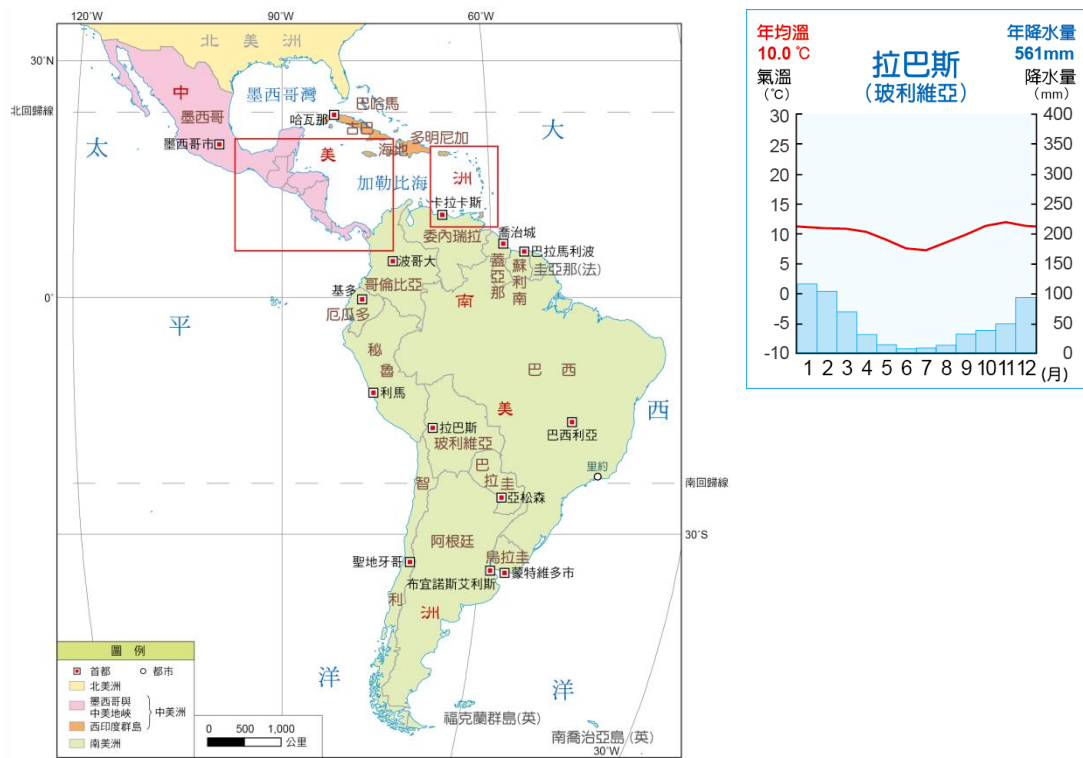 120°W
90°W
60°W
北美洲
30°N
北回歸線
墨西哥灣
巴哈馬
中
墨西哥
哈瓦那
古巴
大
太
墨西哥市
多明尼加
海地
美
加勒比海
洲
卡拉卡斯
委內瑞拉
喬治城
巴拉馬利波
波哥大
蓋亞那
蘇利南
圭亞那(法)
哥倫比亞
基多
0°
南
厄瓜多
平
秘魯
巴西
利馬
美
西
拉巴斯
巴西利亞
玻利維亞
里約
巴拉圭
智利
南回歸線
亞松森
30°S
阿根廷
烏拉圭
聖地牙哥
蒙特維多市
布宜諾斯艾利斯
洲
圖例
首都
都市
北美洲
墨西哥與
中美地峽
中美洲
西印度群島
南美洲
洋
洋
0 500 1,000
公里
福克蘭群島(英)
南喬治亞島(英)
30°W
年均溫
10.0℃
氣溫
(℃)
拉巴斯
(玻利維亞)
年降水量
561mm
降水量
(mm)
30
25
20
15
10
5
0
-5
-10
400
350
300
250
200
150
100
50
0
1 2 3 4 5 6 7 8 9 10 11 12
(月)